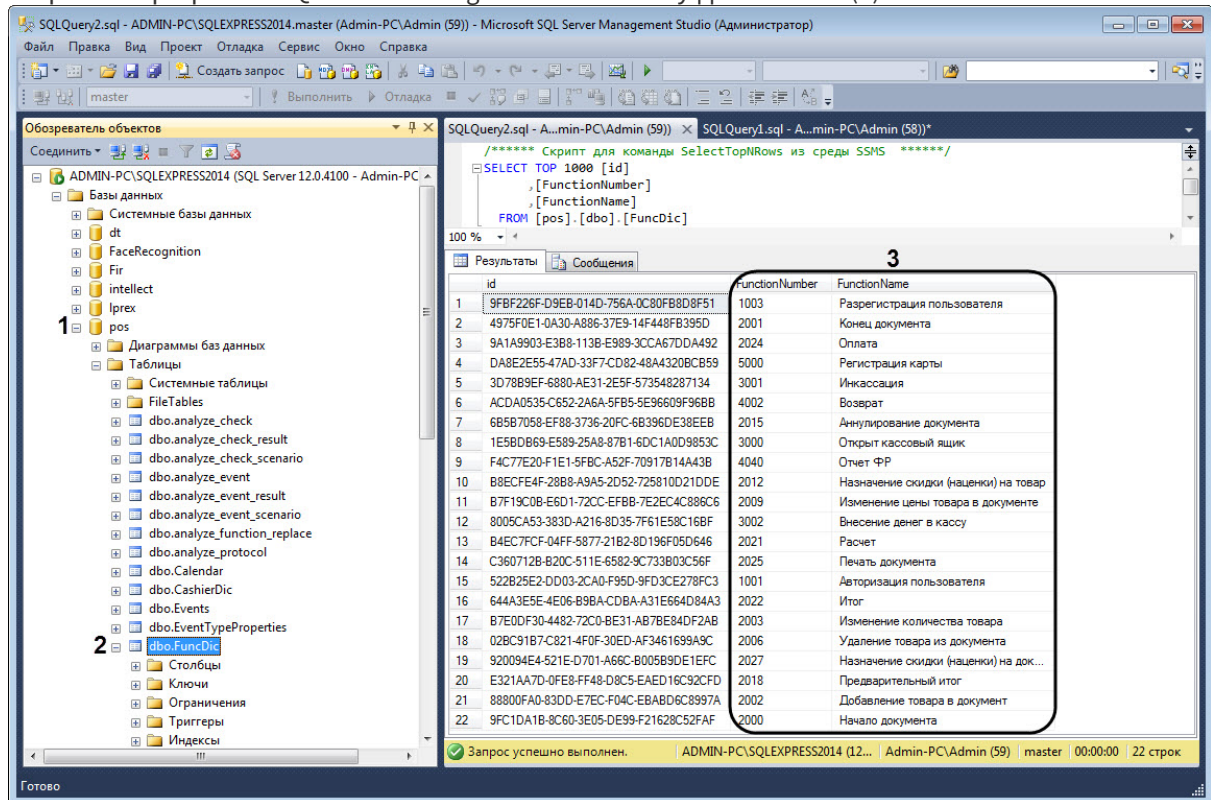 SQLQuery2.sql - ADMIN-PC\SQLEXPRESS2014.master (Admin-PC\Admin (59)) - Microsoft SQL Server Management Studio (Администратор)
Файл Правка Вид Проект Отладка Сервис Окно Справка
Создать запрос
master Выполнить Отладка
Обозреватель объектов
Соединить
ADMIN-PC\SQLEXPRESS2014 (SQL Server 12.0.4100 - Admin-PC
Базы данных
Системные базы данных
dt
FaceRecognition
Fir
intellect
lprex
1 pos
Диаграммы баз данных
Таблицы
Системные таблицы
FileTables
dbo.analyze_check
dbo.analyze_check_result
dbo.analyze_check_scenario
dbo.analyze_event
dbo.analyze_event_result
dbo.analyze_event_scenario
dbo.analyze_function_replace
dbo.analyze_protocol
dbo.Calendar
dbo.CashierDic
dbo.Events
dbo.EventTypeProperties
2 dbo.FuncDic
Столбцы
Ключи
Ограничения
Триггеры
Индексы
SQLQuery2.sql - A...min-PC\Admin (59)) SQLQuery1.sql - A...min-PC\Admin (58))*
/****** Скрипт для команды SelectTopNRows из среды SSMS ******/
SELECT TOP 1000 [id]
,[FunctionNumber]
,[FunctionName]
FROM [pos].[dbo].[FuncDic]
100 %
Результаты Сообщения
3
id FunctionNumber FunctionName
1 9FBF226F-D9EB-014D-756A-0C80FB8D8F51 1003 Разрегистрация пользователя
2 4975F0E1-0A30-A886-37E9-14F448FB395D 2001 Конец документа
3 9A1A9903-E3B8-113B-E989-3CCA67DDA492 2024 Оплата
4 DA8E2E55-47AD-33F7-CD82-48A4320BCB59 5000 Регистрация карты
5 3D78B9EF-6880-AE31-2E5F-573548287134 3001 Инкассация
6 ACDA0535-C652-2A6A-5FB5-5E96609F96BB 4002 Возврат
7 6B5B7058-EF88-3736-20FC-6B396DE38EEB 2015 Аннулирование документа
8 1E5BDB69-E589-25A8-87B1-6DC1A0D9853C 3000 Открыт кассовый ящик
9 F4C77E20-F1E1-5FBC-A52F-70917B14A43B 4040 Отчет ФР
10 B8ECFE4F-28B8-A9A5-2D52-725810D21DDE 2012 Назначение скидки (наценки) на товар
11 B7F19C0B-E6D1-72CC-EFBB-7E2EC4C886C6 2009 Изменение цены товара в документе
12 8005CA53-383D-A216-8D35-7F61E58C16BF 3002 Внесение денег в кассу
13 B4EC7FCF-04FF-5877-21B2-8D196F05D646 2021 Расчет
14 C360712B-B20C-511E-6582-9C733B03C56F 2025 Печать документа
15 522B25E2-DD03-2CA0-F95D-9FD3CE278FC3 1001 Авторизация пользователя
16 644A3E5E-4E06-B9BA-CDBA-A31E664D84A3 2022 Итог
17 B7E0DF30-4482-72C0-BE31-AB7BE84DF2AB 2003 Изменение количества товара
18 02BC91B7-C821-4F0F-30ED-AF3461699A9C 2006 Удаление товара из документа
19 920094E4-521E-D701-A66C-B005B9DE1EFC 2027 Назначение скидки (наценки) на док...
20 E321AA7D-0FE8-FF48-D8C5-EAED16C92CFD 2018 Предварительный итог
21 88800FA0-83DD-E7EC-F04C-EBABD6C8997A 2002 Добавление товара в документ
22 9FC1DA1B-8C60-3E05-DE99-F21628C52FAF 2000 Начало документа
Запрос успешно выполнен. ADMIN-PC\SQLEXPRESS2014 (12... Admin-PC\Admin (59) master 00:00:00 22 строк
Готово